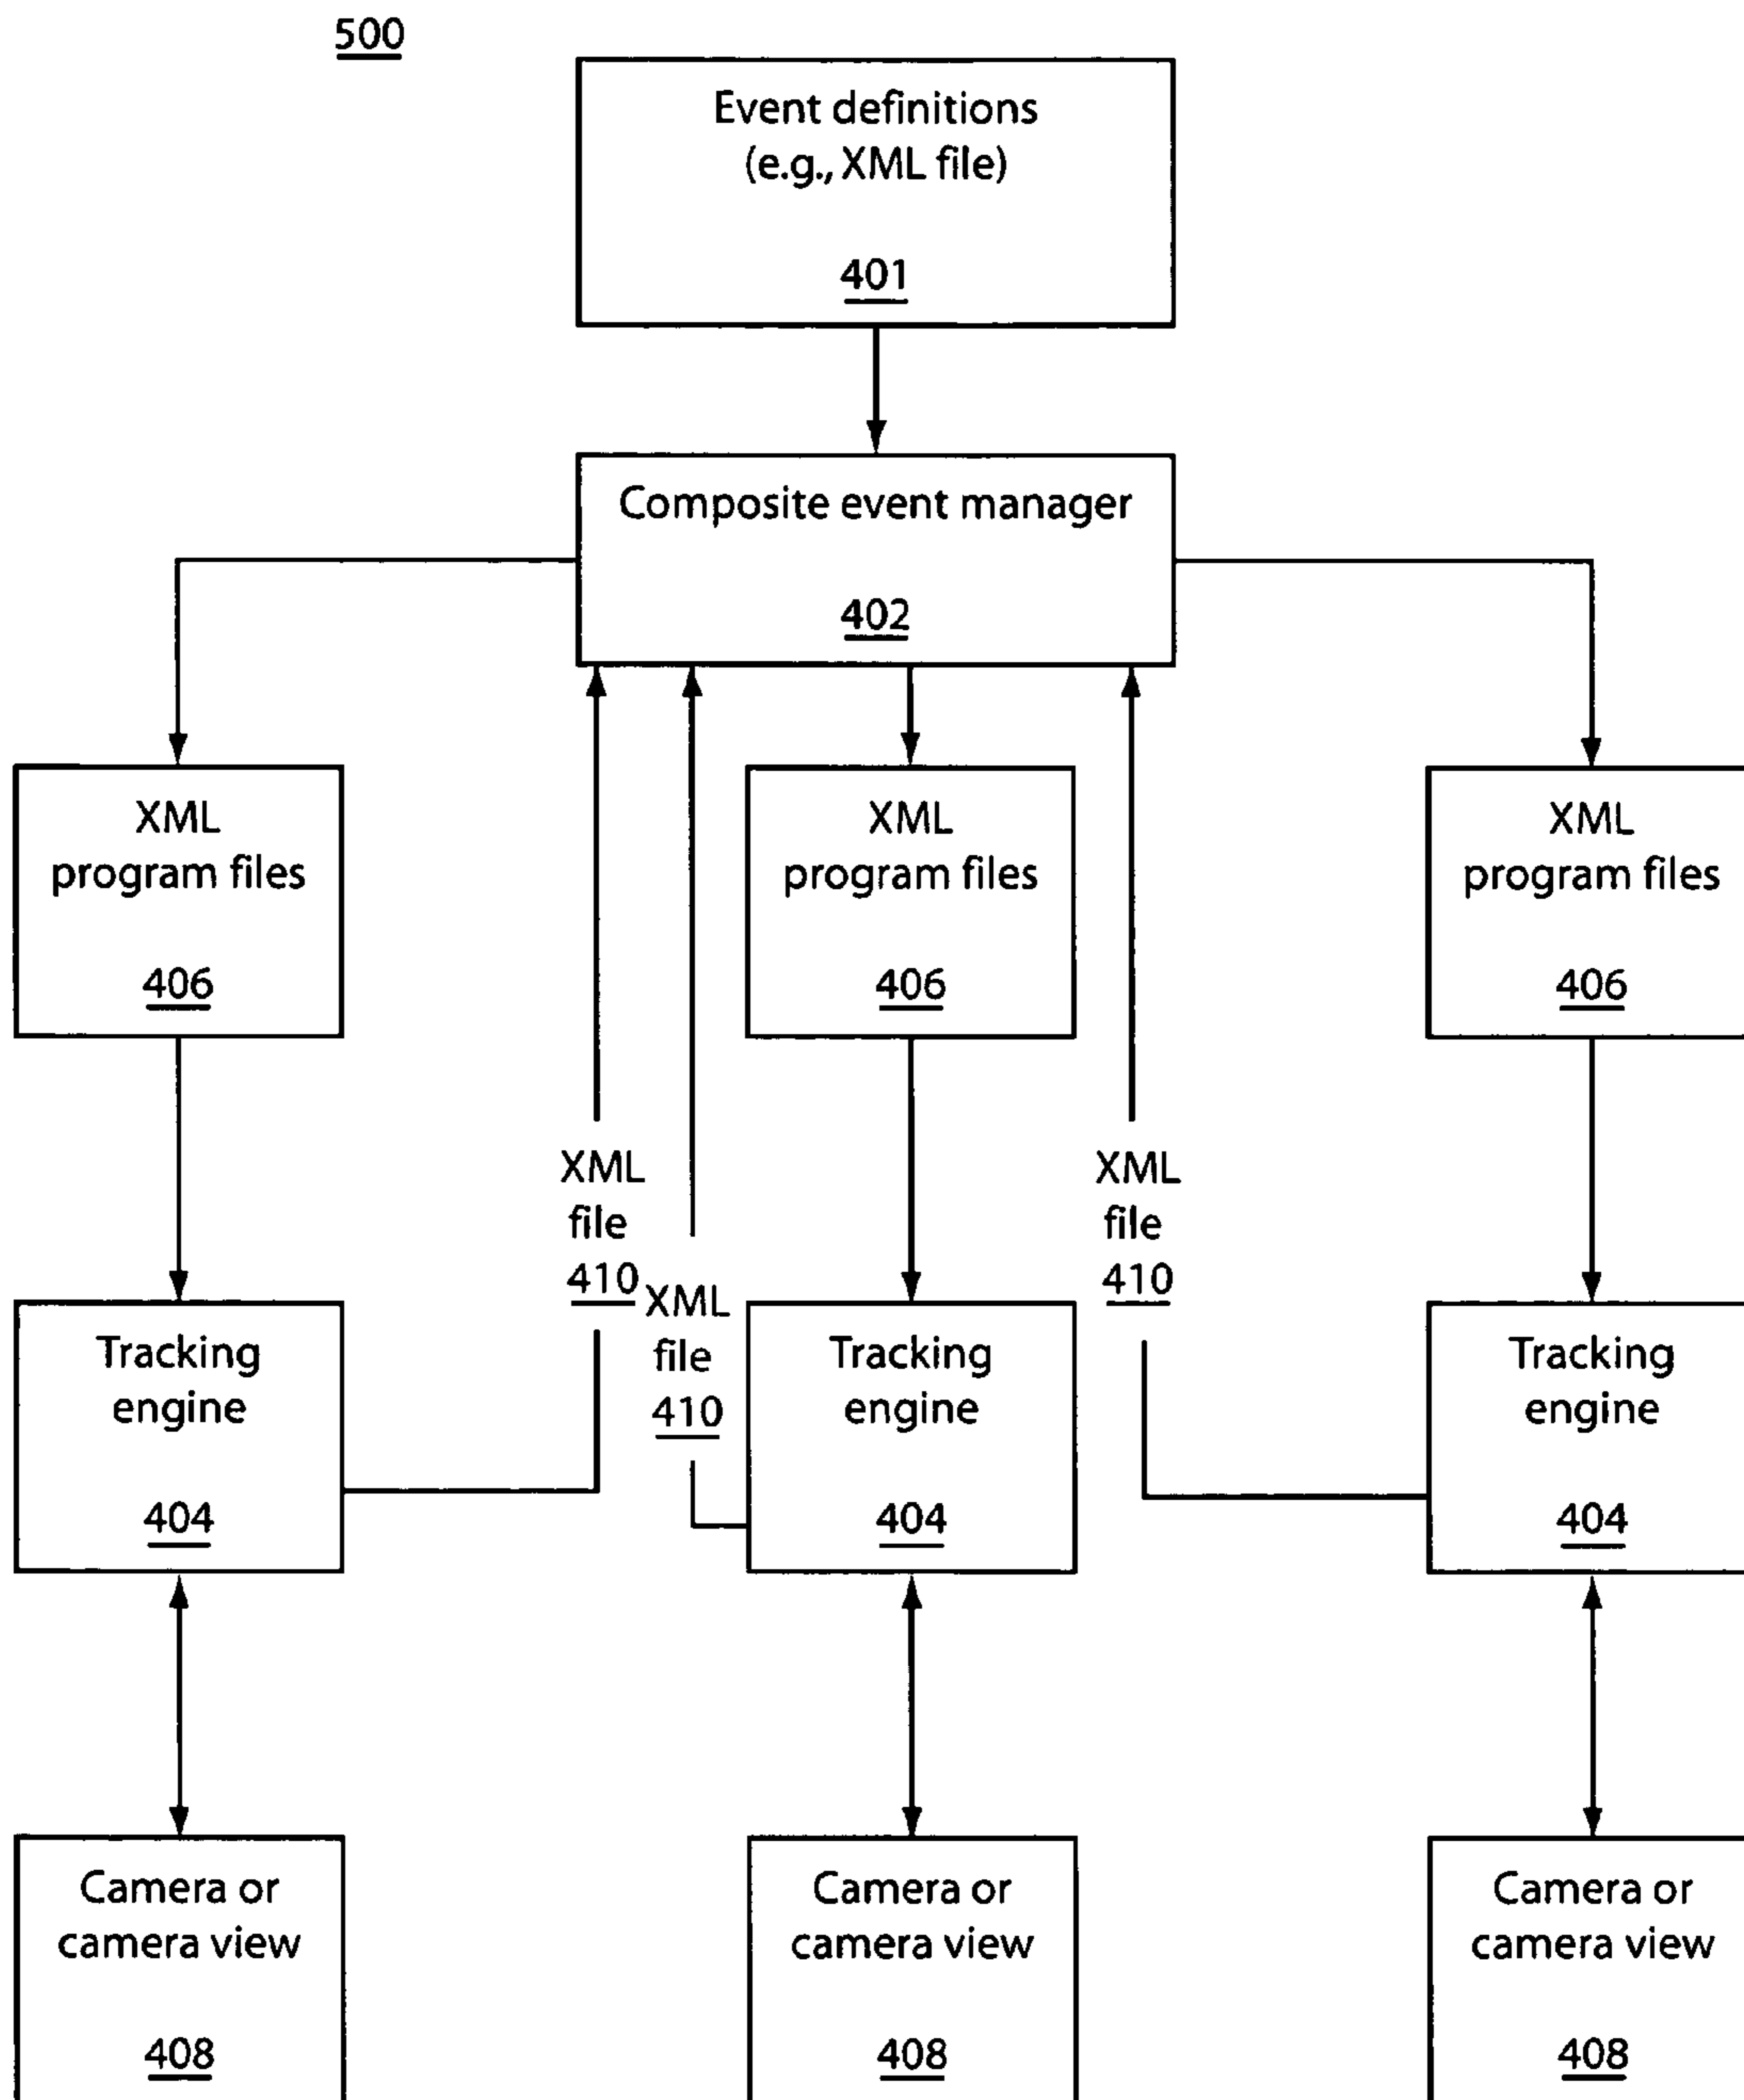 500
Event definitions
(e.g., XML file)
401
Composite event manager
402
XML
program files
406
XML
program files
406
XML
program files
406
XML
file
410
XML
file
410
XML
file
410
Tracking
engine
404
Tracking
engine
404
Tracking
engine
404
Camera or
camera view
408
Camera or
camera view
408
Camera or
camera view
408